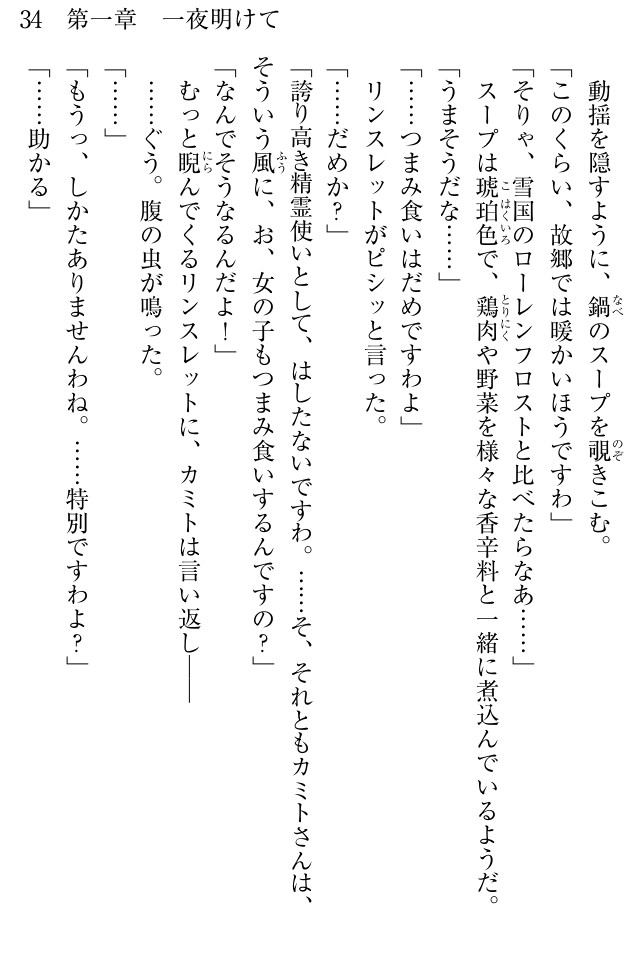 34　第一章　一夜明けて
　動揺を隠すように、鍋のスープを覗きこむ。
「このくらい、故郷では暖かいほうですわ」
「そりゃ、雪国のローレンフロストと比べたらなあ……」
　スープは琥珀色で、鶏肉や野菜を様々な香辛料と一緒に煮込んでいるようだ。
「うまそうだな……」
「……つまみ食いはだめですわよ」
　リンスレットがピシッと言った。
「……だめか？」
「誇り高き精霊使いとして、はしたないですわ。……そ、それともカミトさんは、
そういう風に、お、女の子もつまみ食いするんですの？」
「なんでそうなるんだよ！」
　むっと睨んでくるリンスレットに、カミトは言い返し――
　……ぐう。腹の虫が鳴った。
「……」
「もうっ、しかたありませんわね。……特別ですわよ？」
「……助かる」